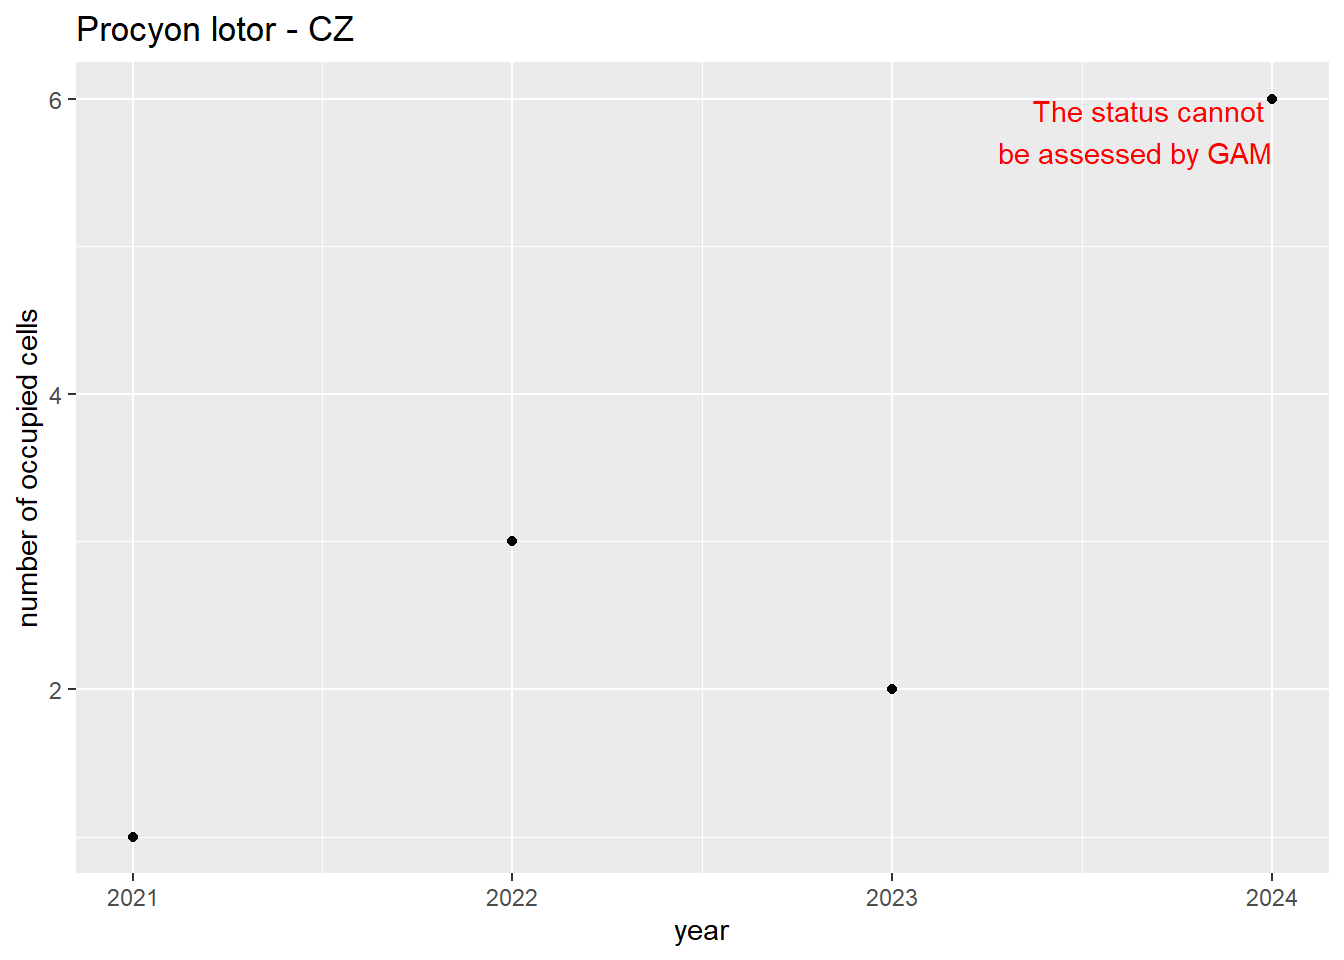 Procyon lotor - CZ
6
The status cannot
be assessed by GAM
4
number of occupied cells
2
2021 2022 2023 2024
year